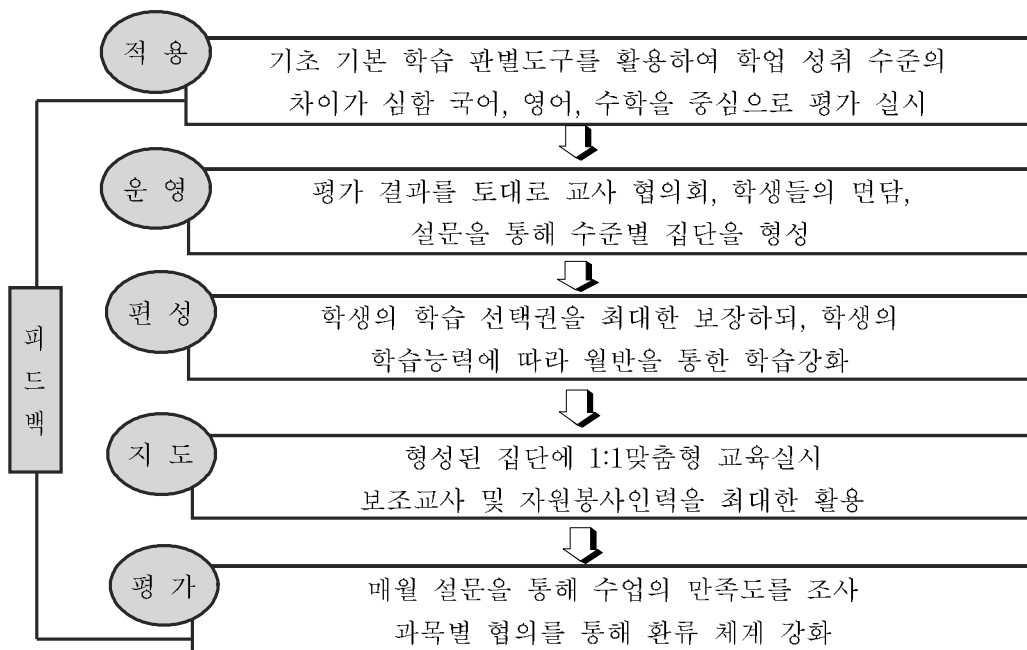 적 용
기초 기본 학습 판별도구를 활용하여 학업 성취 수준의
차이가 심함 국어, 영어, 수학을 중심으로 평가 실시
운 영
평가 결과를 토대로 교사 협의회, 학생들의 면담,
설문을 통해 수준별 집단을 형성
편 성
학생의 학습 선택권을 최대한 보장하되, 학생의
학습능력에 따라 월반을 통한 학습강화
피
드
백
지 도
형성된 집단에 1:1맞춤형 교육실시
보조교사 및 자원봉사인력을 최대한 활용
평 가
매월 설문을 통해 수업의 만족도를 조사
과목별 협의를 통해 환류 체계 강화